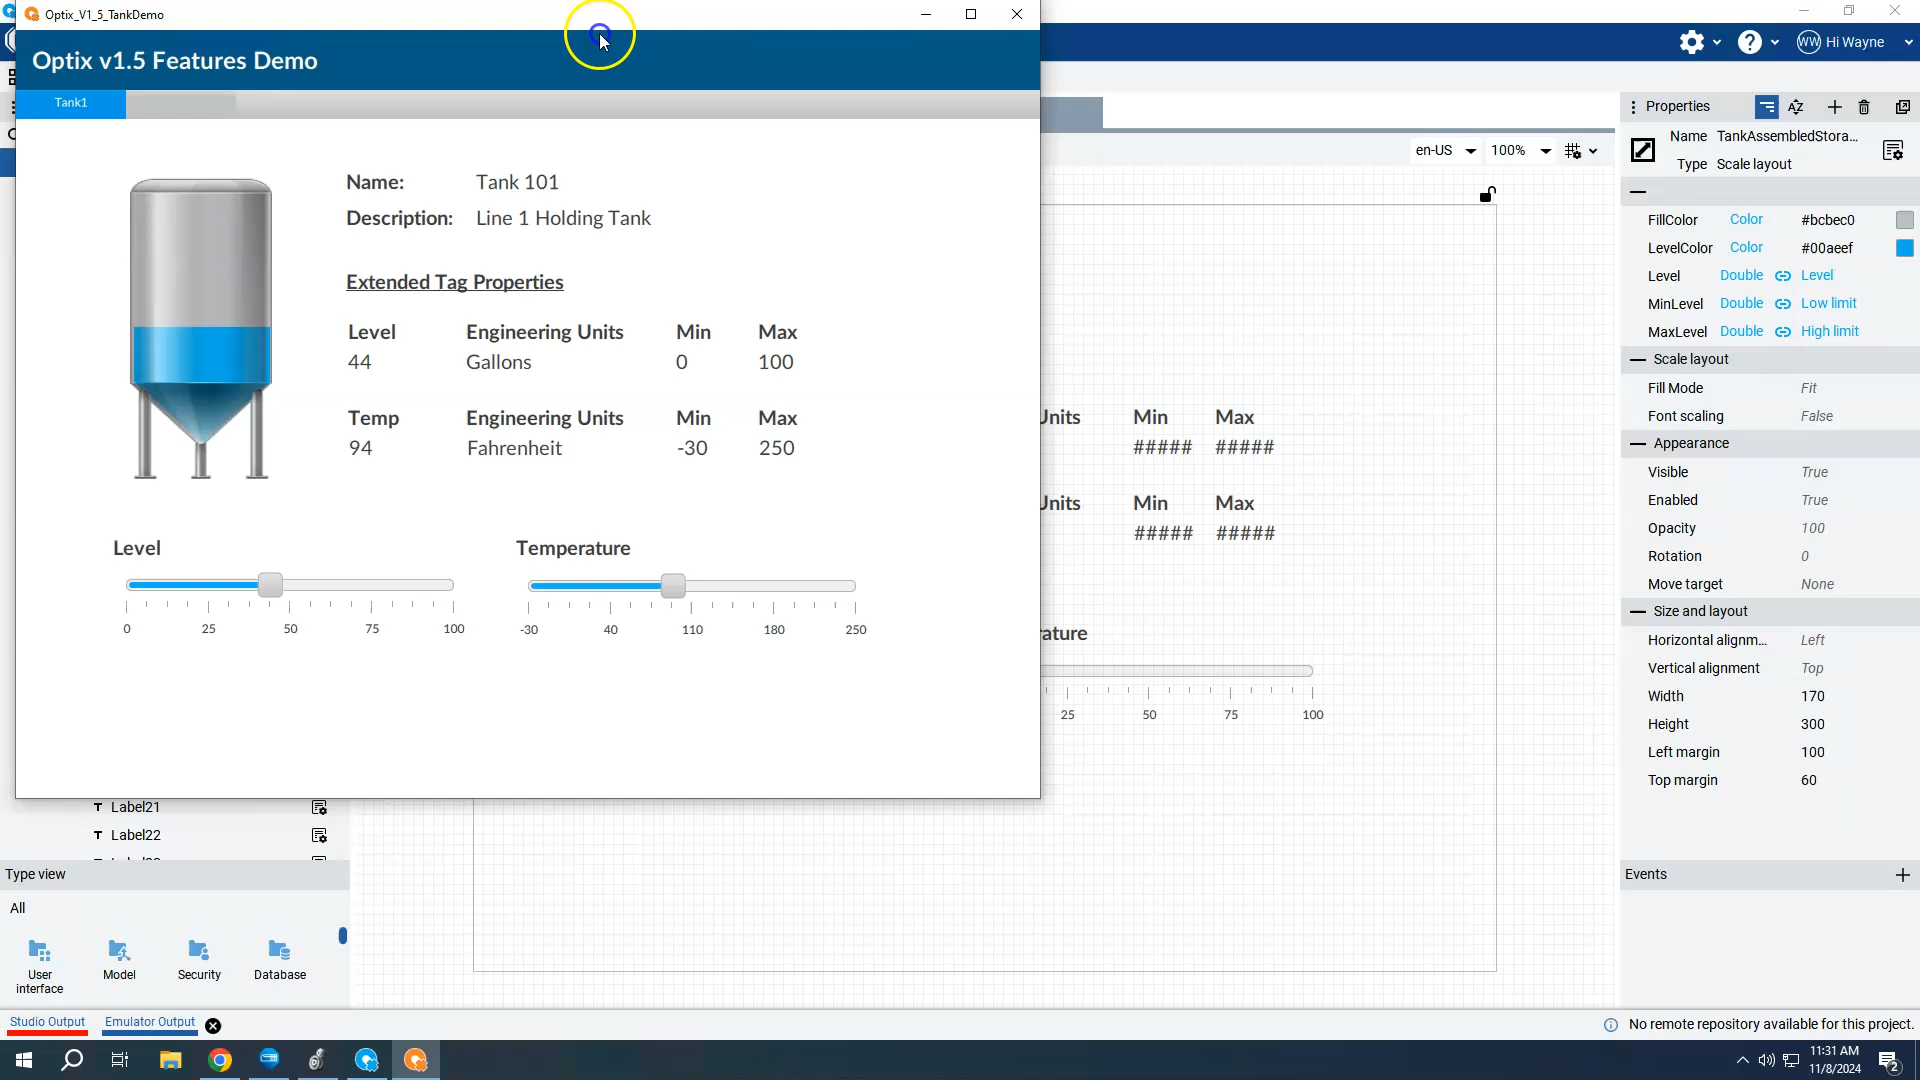 Optix_V1_5_TankDemo
Optix v1.5 Features Demo
WW Hi Wayne
Tank1
Name: Tank 101
Description: Line 1 Holding Tank
Extended Tag Properties
Level Engineering Units Min Max
44 Gallons 0 100
Temp Engineering Units Min Max
94 Fahrenheit -30 250
Level
0 25 50 75 100
Temperature
-30 40 110 180 250
en-US 100%
Units Min Max
##### #####
Units Min Max
##### #####
25 50 75 100
Properties
Name TankAssembledStora...
Type Scale layout
FillColor Color #bcbec0
LevelColor Color #00aeef
Level Double Level
MinLevel Double Low limit
MaxLevel Double High limit
Scale layout
Fill Mode Fit
Font scaling False
Appearance
Visible True
Enabled True
Opacity 100
Rotation 0
Move target None
Size and layout
Horizontal alignm... Left
Vertical alignment Top
Width 170
Height 300
Left margin 100
Top margin 60
Events
Label21
Label22
Type view
All
User interface
Model
Security
Database
Studio Output
Emulator Output
No remote repository available for this project.
11:31 AM
11/8/2024
2